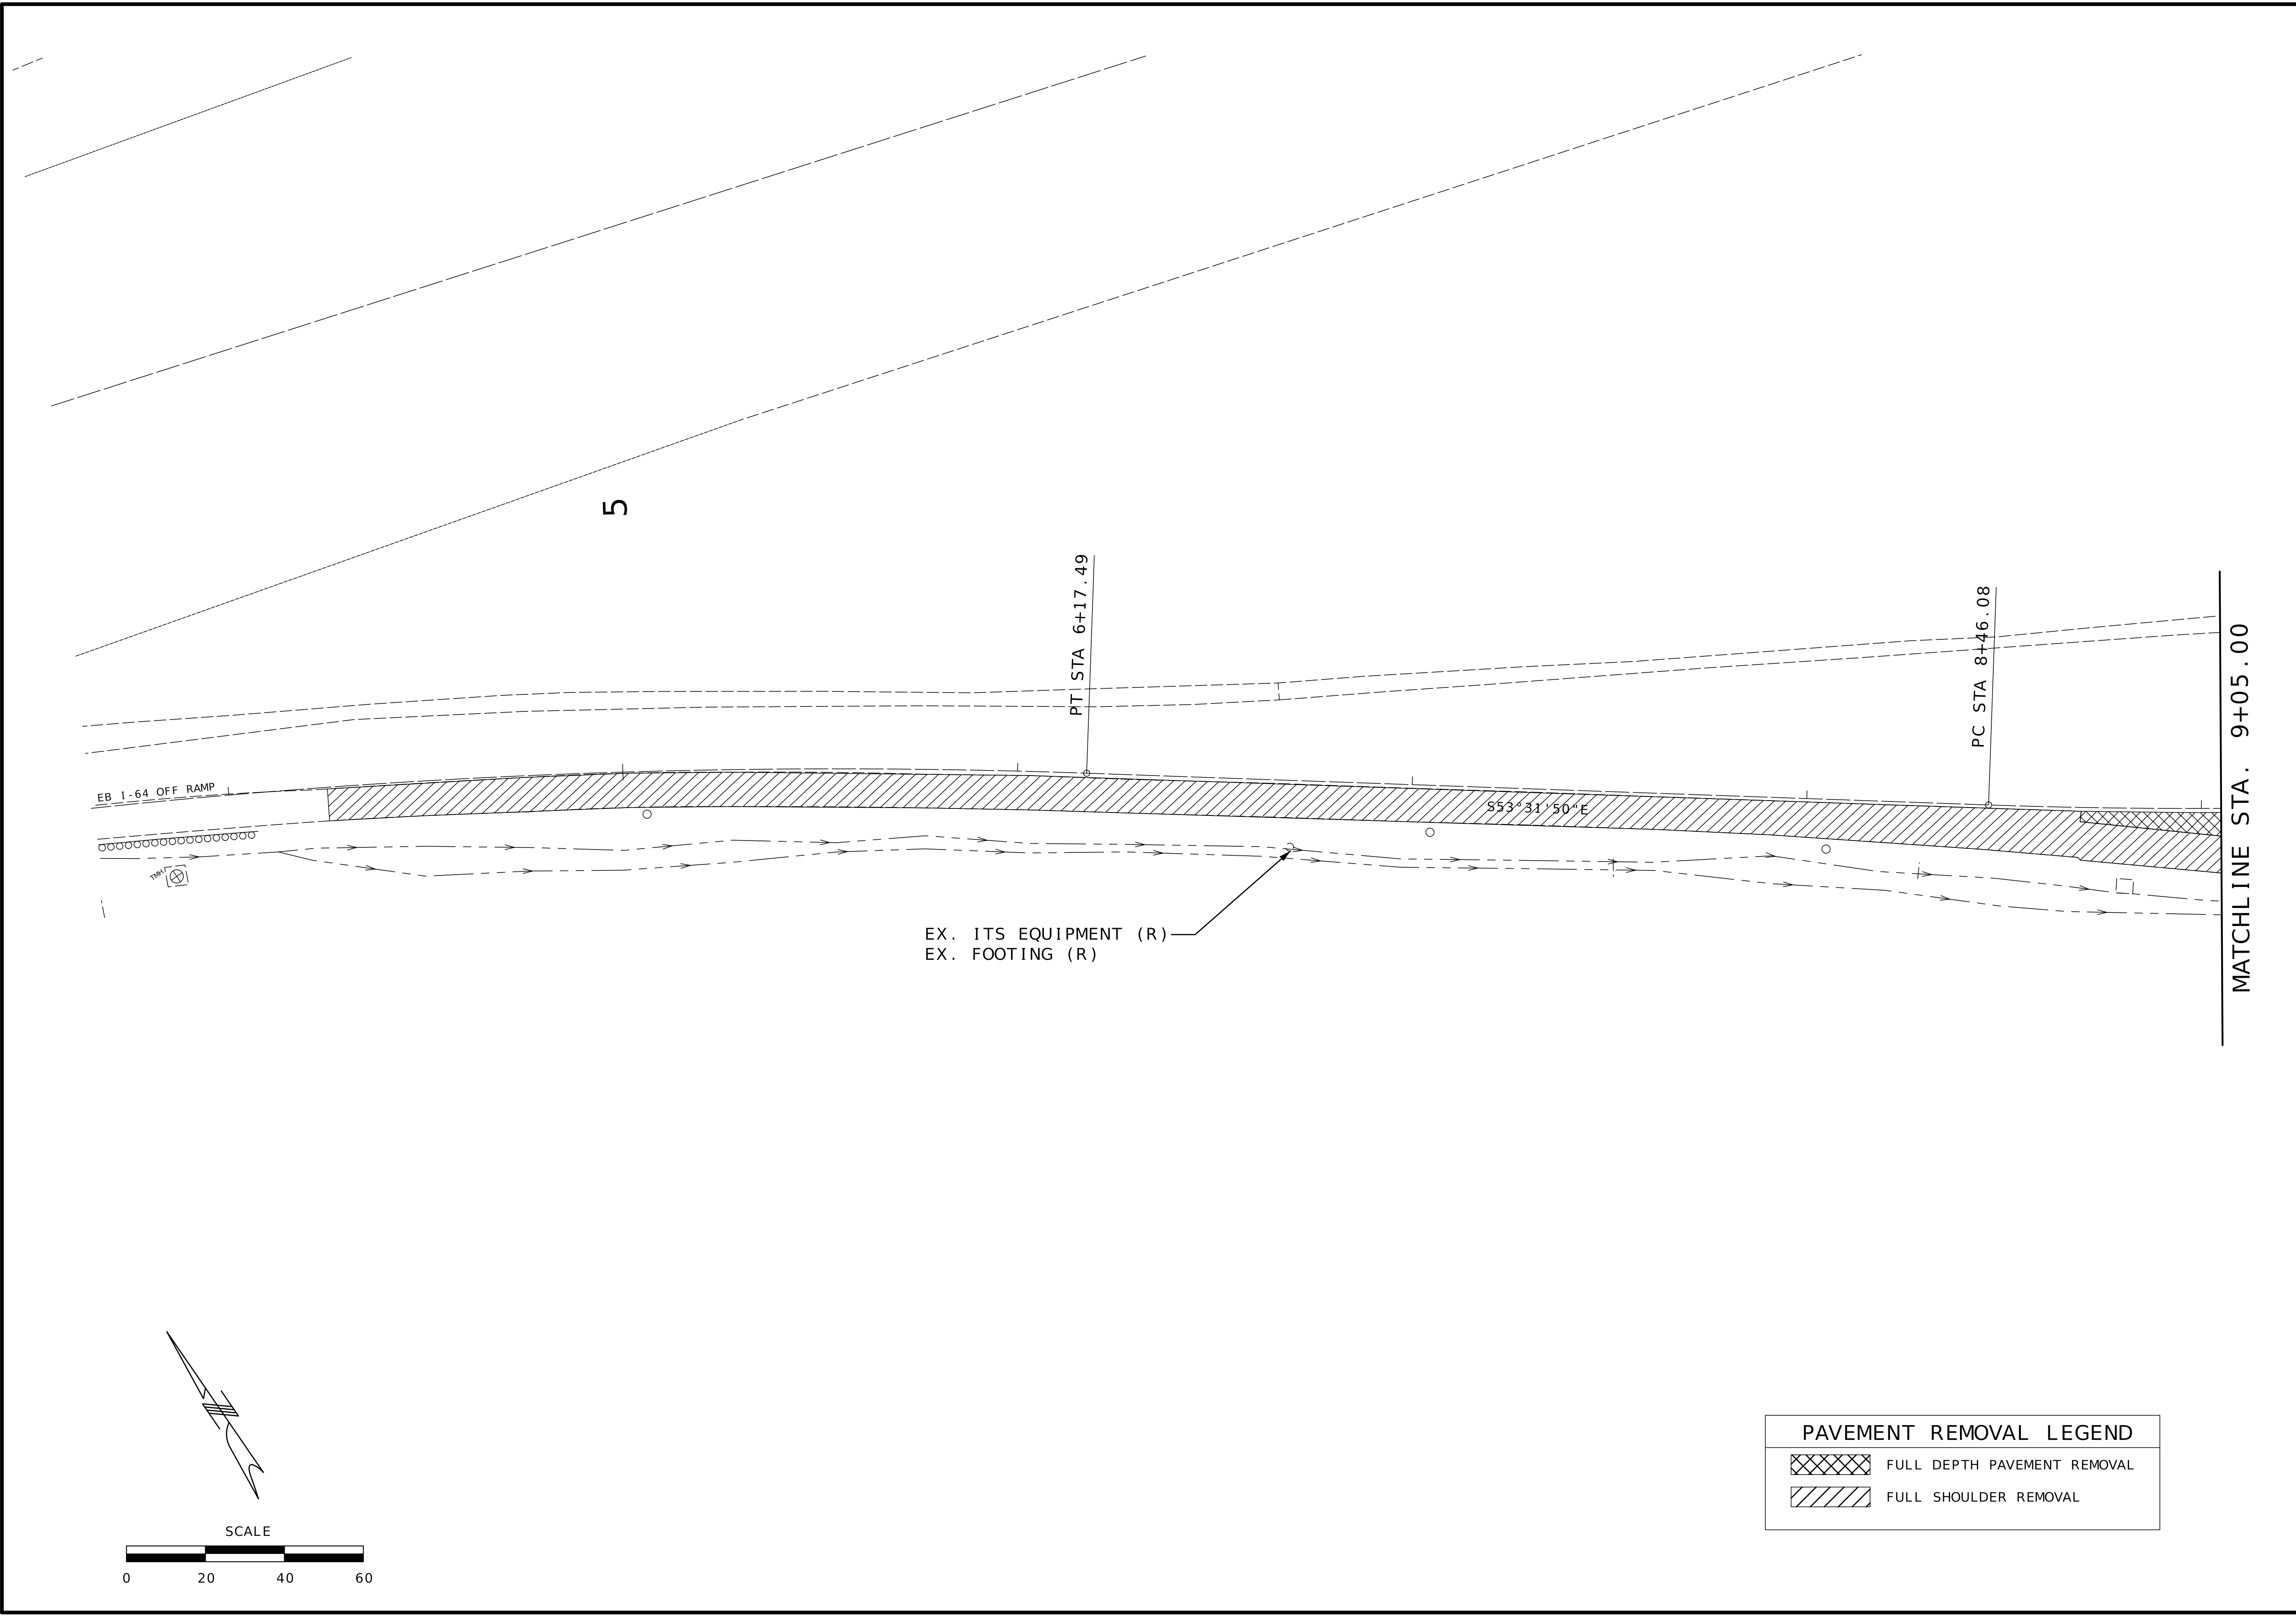 5
PT STA 6+17.49
PC STA 8+46.08
MATCHLINE STA. 9+05.00
EB I-64 OFF RAMP
S53°31'50"E
TMH
EX. ITS EQUIPMENT (R)
EX. FOOTING (R)
PAVEMENT REMOVAL LEGEND
FULL DEPTH PAVEMENT REMOVAL
FULL SHOULDER REMOVAL
SCALE
0 20 40 60